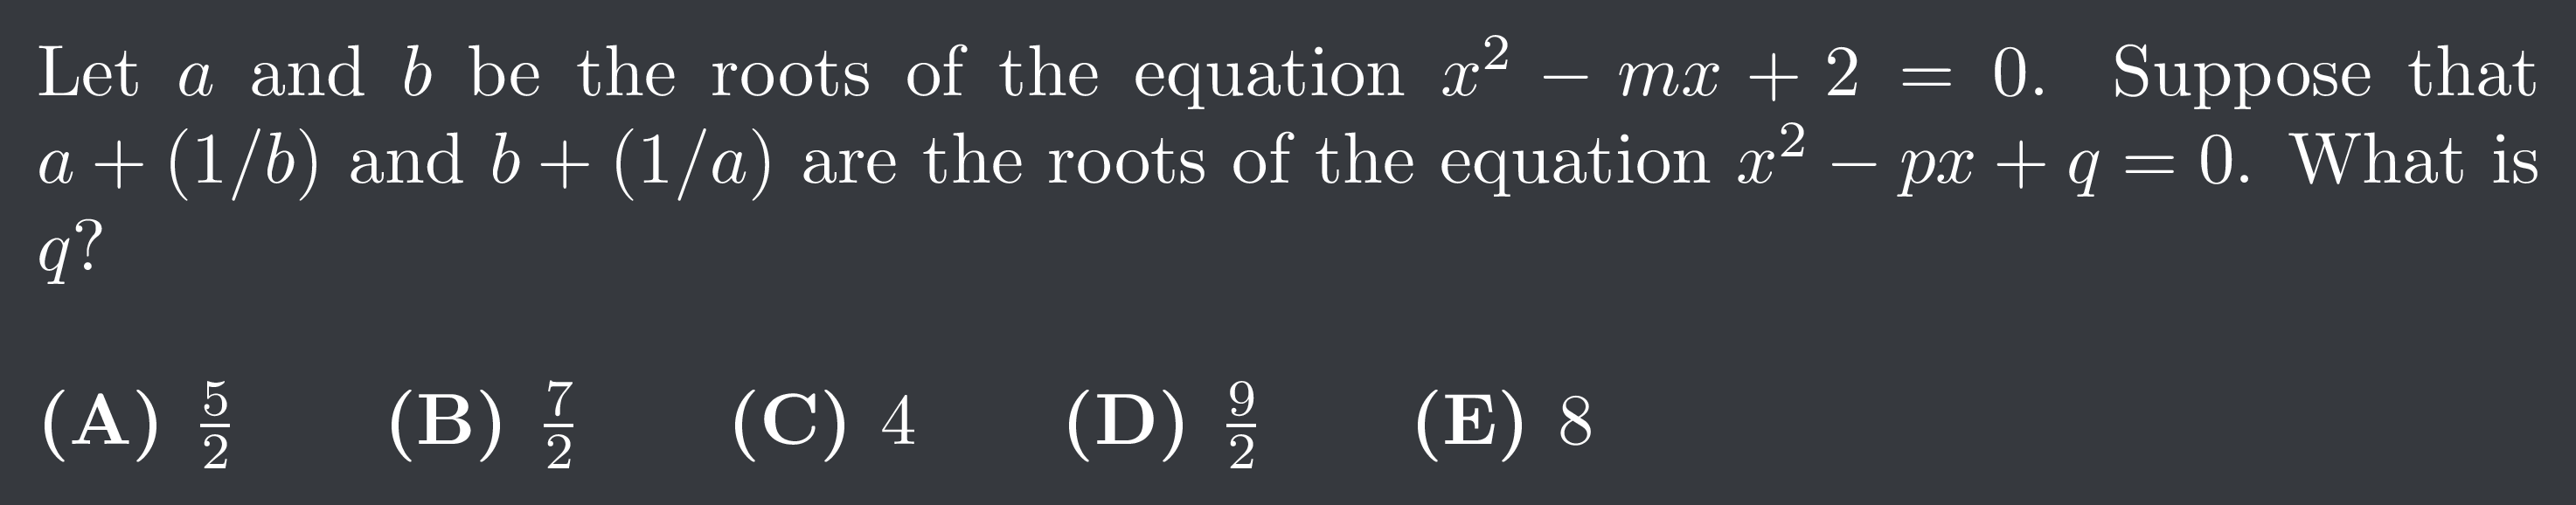 Let a and b be the roots of the equation x² − mx + 2 = 0. Suppose that
a + (1/b) and b + (1/a) are the roots of the equation x² − px + q = 0. What is
q?
(A) 5/2 (B) 7/2 (C) 4 (D) 9/2 (E) 8